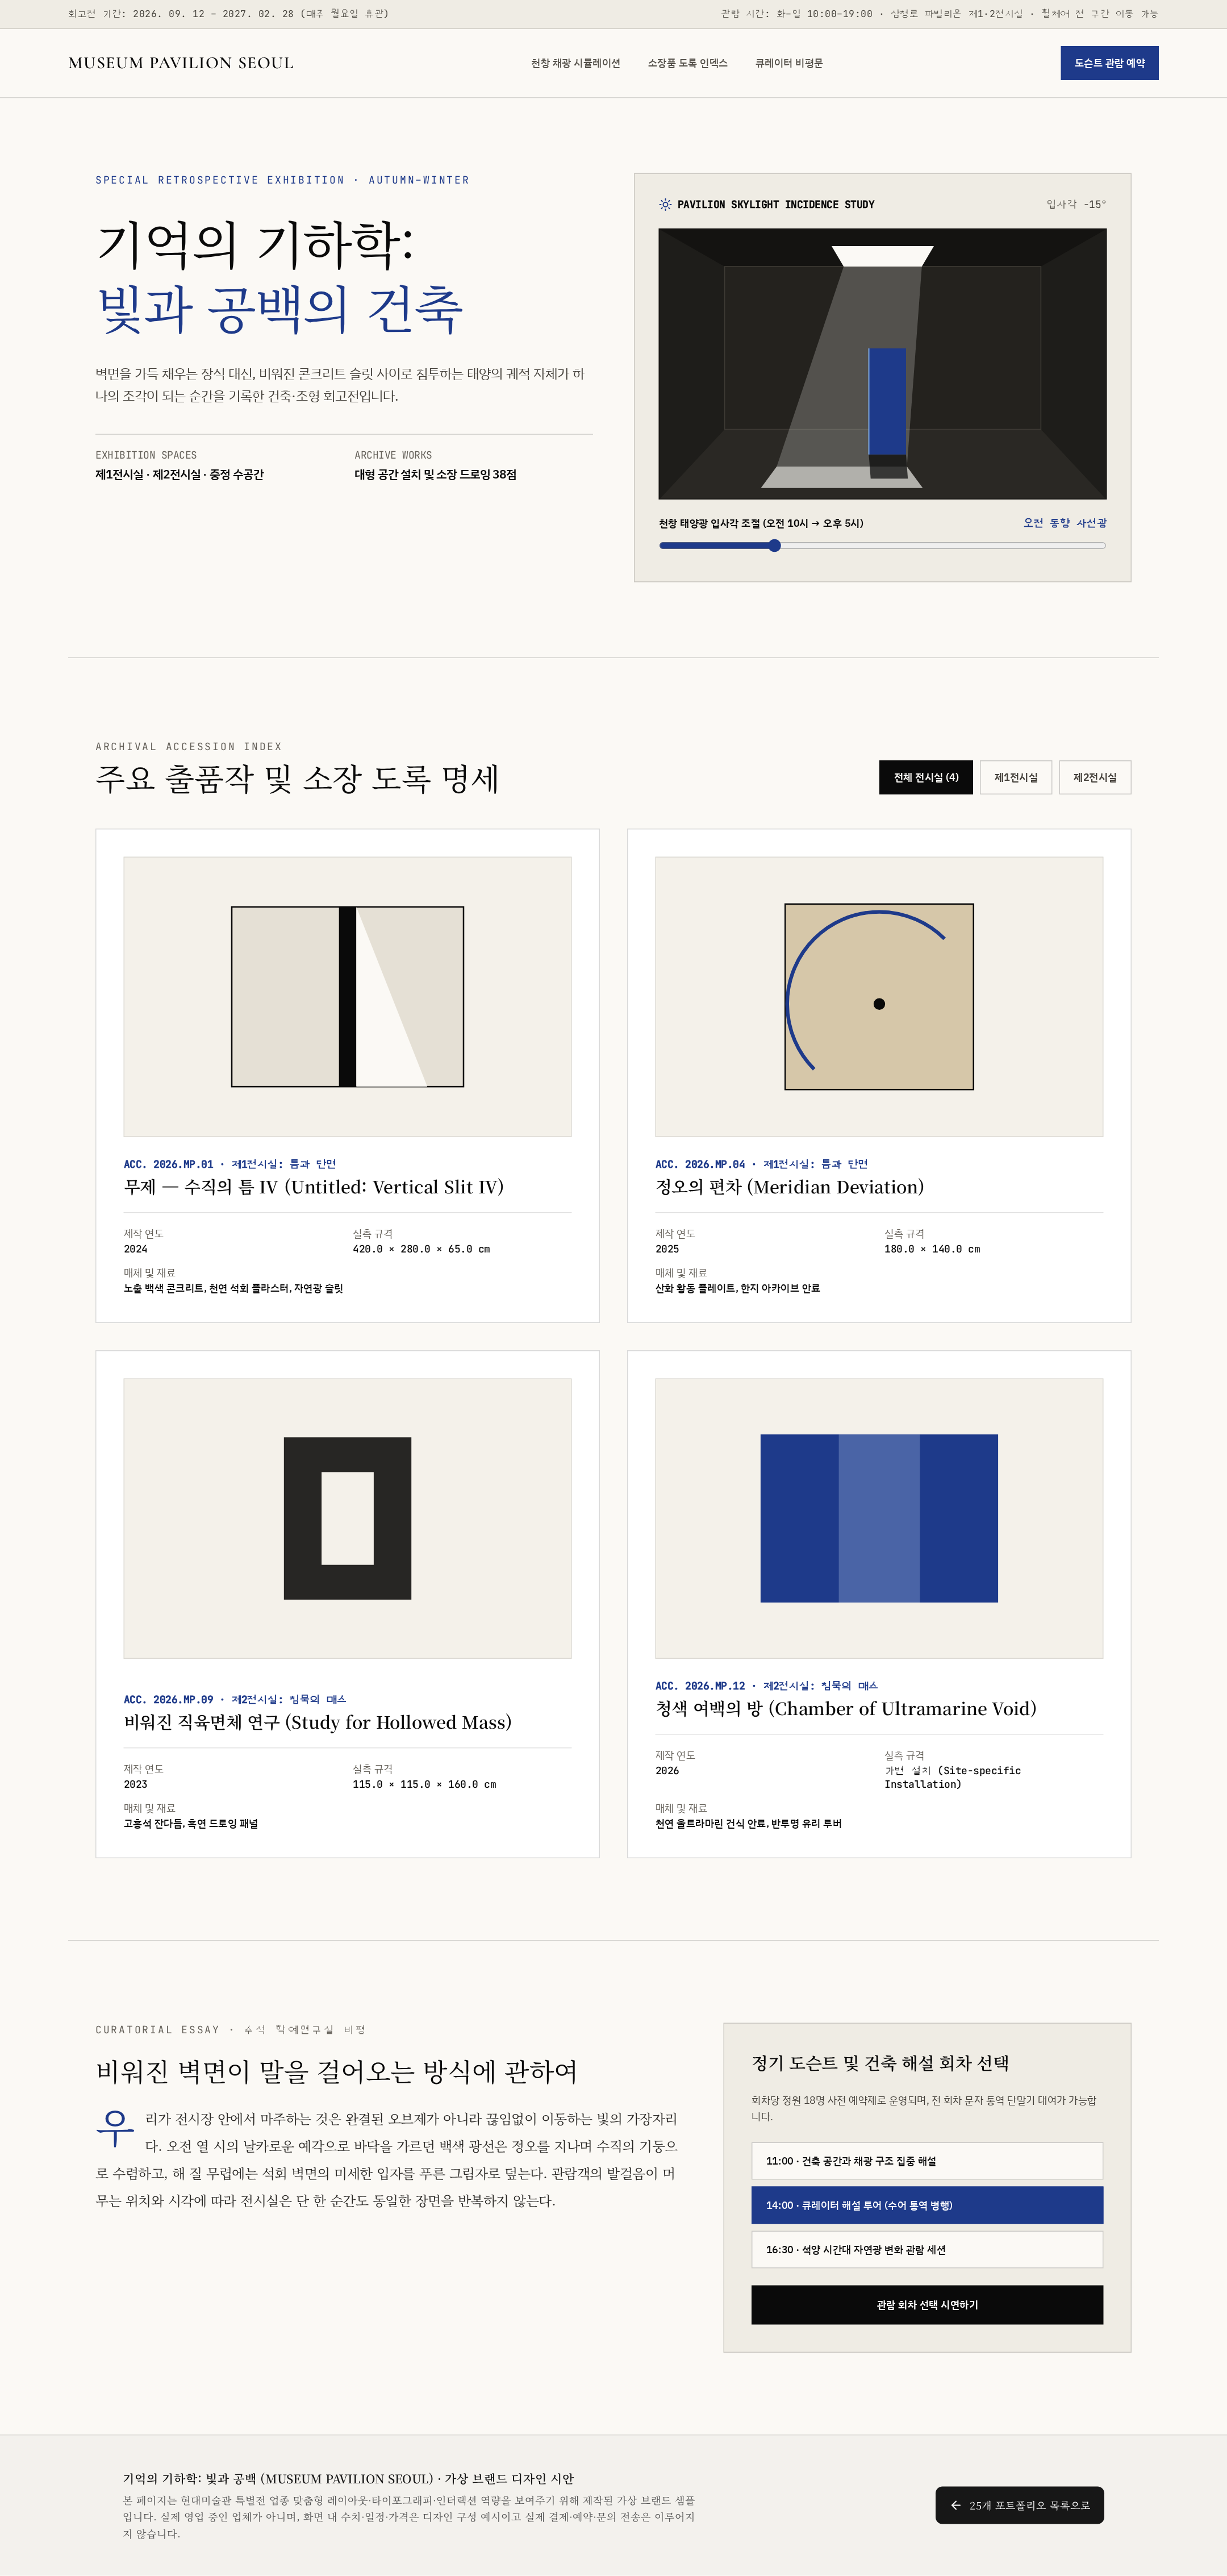 회고전 기간: 2026. 09. 12 – 2027. 02. 28 (매주 월요일 휴관)
관람 시간: 화–일 10:00–19:00 · 삼청로 파빌리온 제1·2전시실 · 휠체어 전 구간 이동 가능
MUSEUM PAVILION SEOUL
천창 채광 시뮬레이션
소장품 도록 인덱스
큐레이터 비평문
도슨트 관람 예약
SPECIAL RETROSPECTIVE EXHIBITION · AUTUMN–WINTER
기억의 기하학:
빛과 공백의 건축
벽면을 가득 채우는 장식 대신, 비워진 콘크리트 슬릿 사이로 침투하는 태양의 궤적 자체가 하
나의 조각이 되는 순간을 기록한 건축·조형 회고전입니다.
EXHIBITION SPACES
제1전시실 · 제2전시실 · 중정 수공간
ARCHIVE WORKS
대형 공간 설치 및 소장 드로잉 38점
PAVILION SKYLIGHT INCIDENCE STUDY
입사각 -15°
천창 태양광 입사각 조절 (오전 10시 → 오후 5시)
오전 동향 사선광
ARCHIVAL ACCESSION INDEX
주요 출품작 및 소장 도록 명세
전체 전시실 (4)
제1전시실
제2전시실
ACC. 2026.MP.01 · 제1전시실: 틈과 단면
무제 — 수직의 틈 IV (Untitled: Vertical Slit IV)
제작 연도
2024
실측 규격
420.0 × 280.0 × 65.0 cm
매체 및 재료
노출 백색 콘크리트, 천연 석회 플라스터, 자연광 슬릿
ACC. 2026.MP.04 · 제1전시실: 틈과 단면
정오의 편차 (Meridian Deviation)
제작 연도
2025
실측 규격
180.0 × 140.0 cm
매체 및 재료
산화 황동 플레이트, 한지 아카이브 안료
ACC. 2026.MP.09 · 제2전시실: 침묵의 매스
비워진 직육면체 연구 (Study for Hollowed Mass)
제작 연도
2023
실측 규격
115.0 × 115.0 × 160.0 cm
매체 및 재료
고흥석 잔다듬, 흑연 드로잉 패널
ACC. 2026.MP.12 · 제2전시실: 침묵의 매스
청색 여백의 방 (Chamber of Ultramarine Void)
제작 연도
2026
실측 규격
가변 설치 (Site-specific
Installation)
매체 및 재료
천연 울트라마린 건식 안료, 반투명 유리 루버
CURATORIAL ESSAY · 수석 학예연구실 비평
비워진 벽면이 말을 걸어오는 방식에 관하여
우리가 전시장 안에서 마주하는 것은 완결된 오브제가 아니라 끊임없이 이동하는 빛의 가장자리
다. 오전 열 시의 날카로운 예각으로 바닥을 가르던 백색 광선은 정오를 지나며 수직의 기둥으
로 수렴하고, 해 질 무렵에는 석회 벽면의 미세한 입자를 푸른 그림자로 덮는다. 관람객의 발걸음이 머
무는 위치와 시각에 따라 전시실은 단 한 순간도 동일한 장면을 반복하지 않는다.
정기 도슨트 및 건축 해설 회차 선택
회차당 정원 18명 사전 예약제로 운영되며, 전 회차 문자 통역 단말기 대여가 가능합
니다.
11:00 · 건축 공간과 채광 구조 집중 해설
14:00 · 큐레이터 해설 투어 (수어 통역 병행)
16:30 · 석양 시간대 자연광 변화 관람 세션
관람 회차 선택 시연하기
기억의 기하학: 빛과 공백 (MUSEUM PAVILION SEOUL) · 가상 브랜드 디자인 시안
본 페이지는 현대미술관 특별전 업종 맞춤형 레이아웃·타이포그래피·인터랙션 역량을 보여주기 위해 제작된 가상 브랜드 샘플
입니다. 실제 영업 중인 업체가 아니며, 화면 내 수치·일정·가격은 디자인 구성 예시이고 실제 결제·예약·문의 전송은 이루어지
지 않습니다.
← 25개 포트폴리오 목록으로